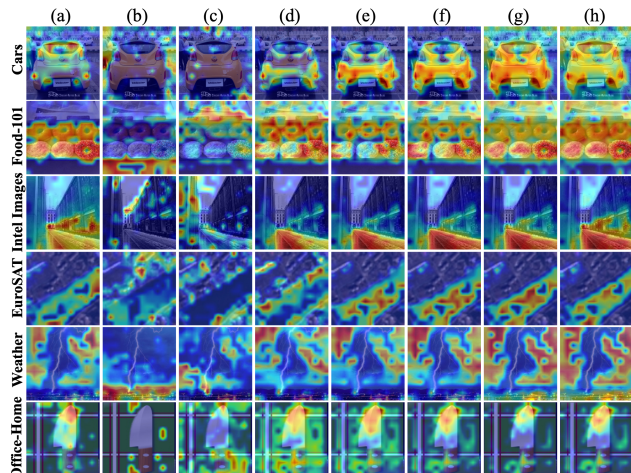 (a) (b) (c) (d) (e) (f) (g) (h)
Cars
Food-101
Intel Images
EuroSAT
Weather
Office-Home